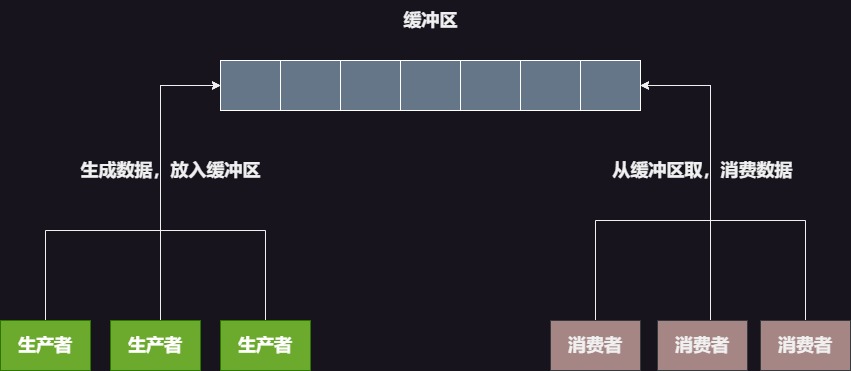 缓冲区
生成数据，放入缓冲区
从缓冲区取，消费数据
生产者
生产者
生产者
消费者
消费者
消费者